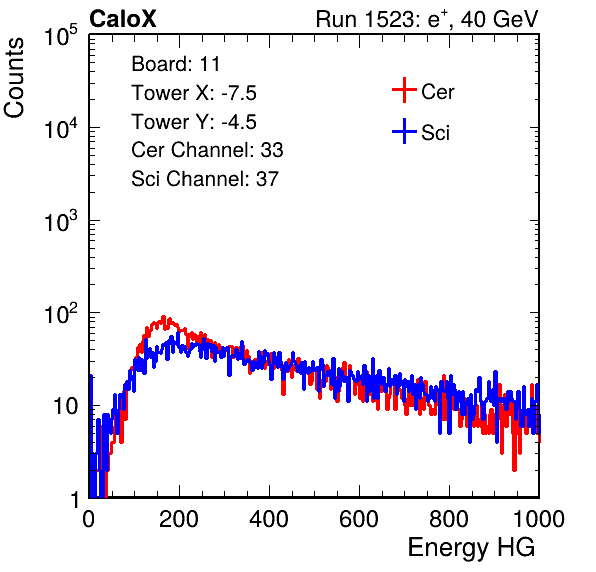 CaloX Run 1523: e⁺, 40 GeV
Counts
Board: 11
Tower X: -7.5
Tower Y: -4.5
Cer Channel: 33
Sci Channel: 37
Cer
Sci
10⁵
10⁴
10³
10²
10
1
0 200 400 600 800 1000
Energy HG